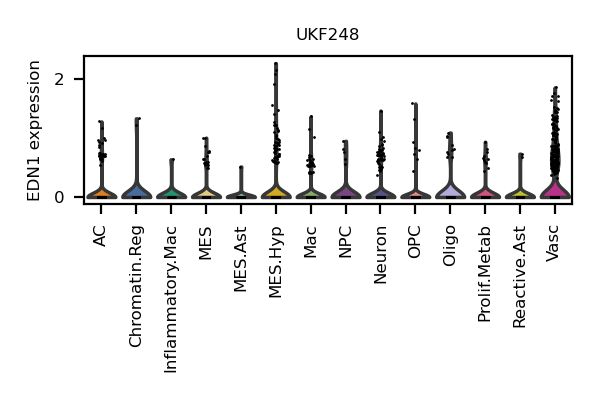 UKF248
EDN1 expression
2
0
AC
Chromatin.Reg
Inflammatory.Mac
MES
MES.Ast
MES.Hyp
Mac
NPC
Neuron
OPC
Oligo
Prolif.Metab
Reactive.Ast
Vasc